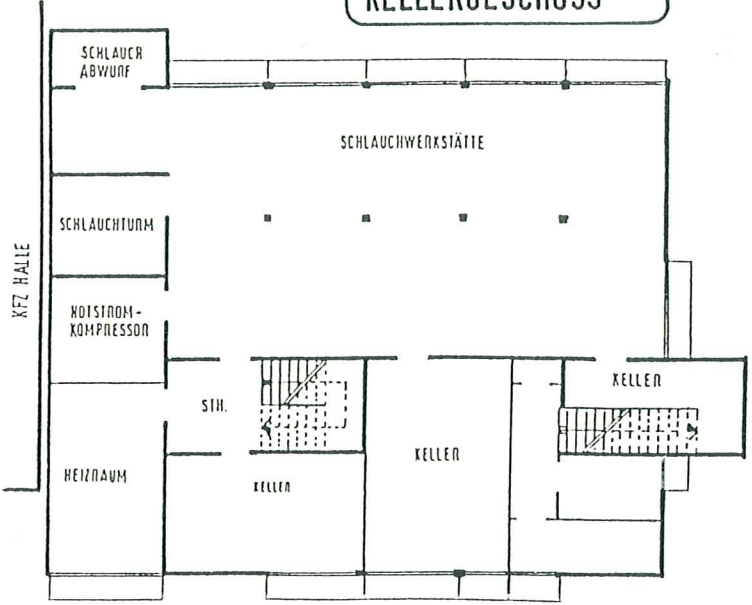 KELLERGESCHOSS
SCHLAUCH
ABWURF
SCHLAUCHWERKSTÄTTE
SCHLAUCHTURM
KFZ HALLE
NOTSTROM-
KOMPRESSOR
KELLER
STH.
KELLER
HEIZRAUM
KELLER